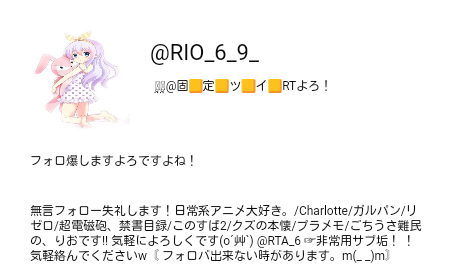 @RIO_6_9_
@固🟧定🟧ツ🟧イ🟧RTよろ！
フォロ爆しますよろですよね！
無言フォロー失礼します！日常系アニメ大好き。/Charlotte/ガルパン/リ
ゼロ/超電磁砲、禁書目録/このすば2/クズの本懐/プラメモ/ごちうさ難民
の、りおです!! 気軽によろしくです(o´艸`) @RTA_6 ☞非常用サブ垢！ ！
気軽絡んでくださいw〘 フォロバ出来ない時があります。m(_ _)m〙